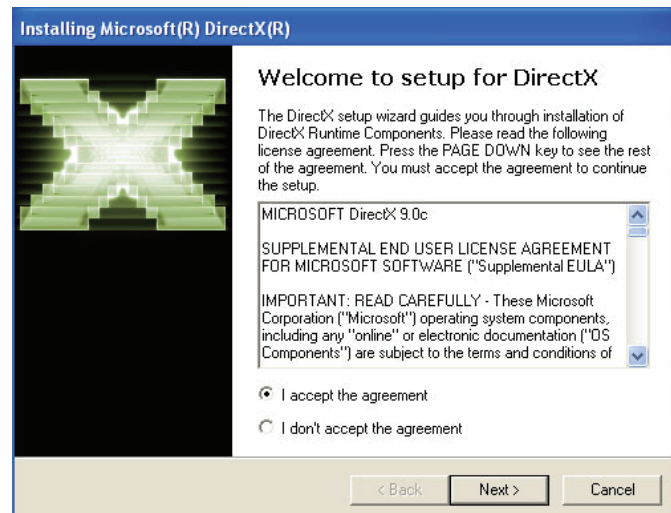 Installing Microsoft(R) DirectX(R)
Welcome to setup for DirectX
The DirectX setup wizard guides you through installation of
DirectX Runtime Components. Please read the following
license agreement. Press the PAGE DOWN key to see the rest
of the agreement. You must accept the agreement to continue
the setup.
MICROSOFT DirectX 9.0c
SUPPLEMENTAL END USER LICENSE AGREEMENT
FOR MICROSOFT SOFTWARE ("Supplemental EULA")
IMPORTANT: READ CAREFULLY - These Microsoft
Corporation ("Microsoft") operating system components,
including any "online" or electronic documentation ("OS
Components") are subject to the terms and conditions of
I accept the agreement
I don't accept the agreement
< Back Next > Cancel